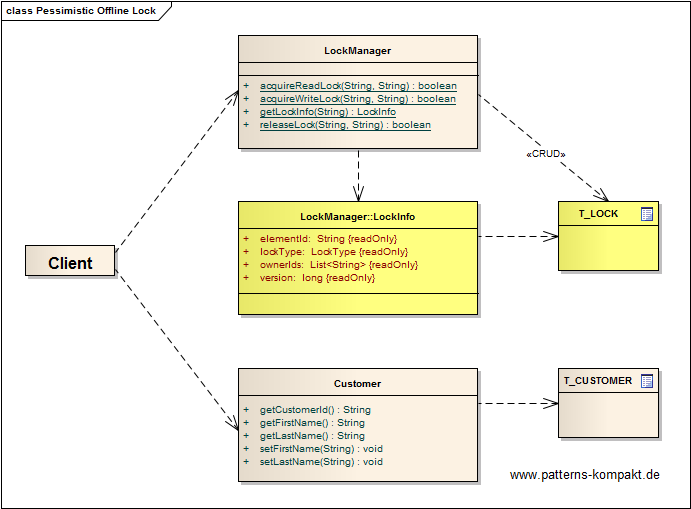 class Pessimistic Offline Lock
LockManager
+ acquireReadLock(String, String) : boolean
+ acquireWriteLock(String, String) : boolean
+ getLockInfo(String) : LockInfo
+ releaseLock(String, String) : boolean
«CRUD»
LockManager::LockInfo
+ elementId: String {readOnly}
+ lockType: LockType {readOnly}
+ ownerIds: List<String> {readOnly}
+ version: long {readOnly}
T_LOCK
Client
Customer
+ getCustomerId() : String
+ getFirstName() : String
+ getLastName() : String
+ setFirstName(String) : void
+ setLastName(String) : void
T_CUSTOMER
www.patterns-kompakt.de